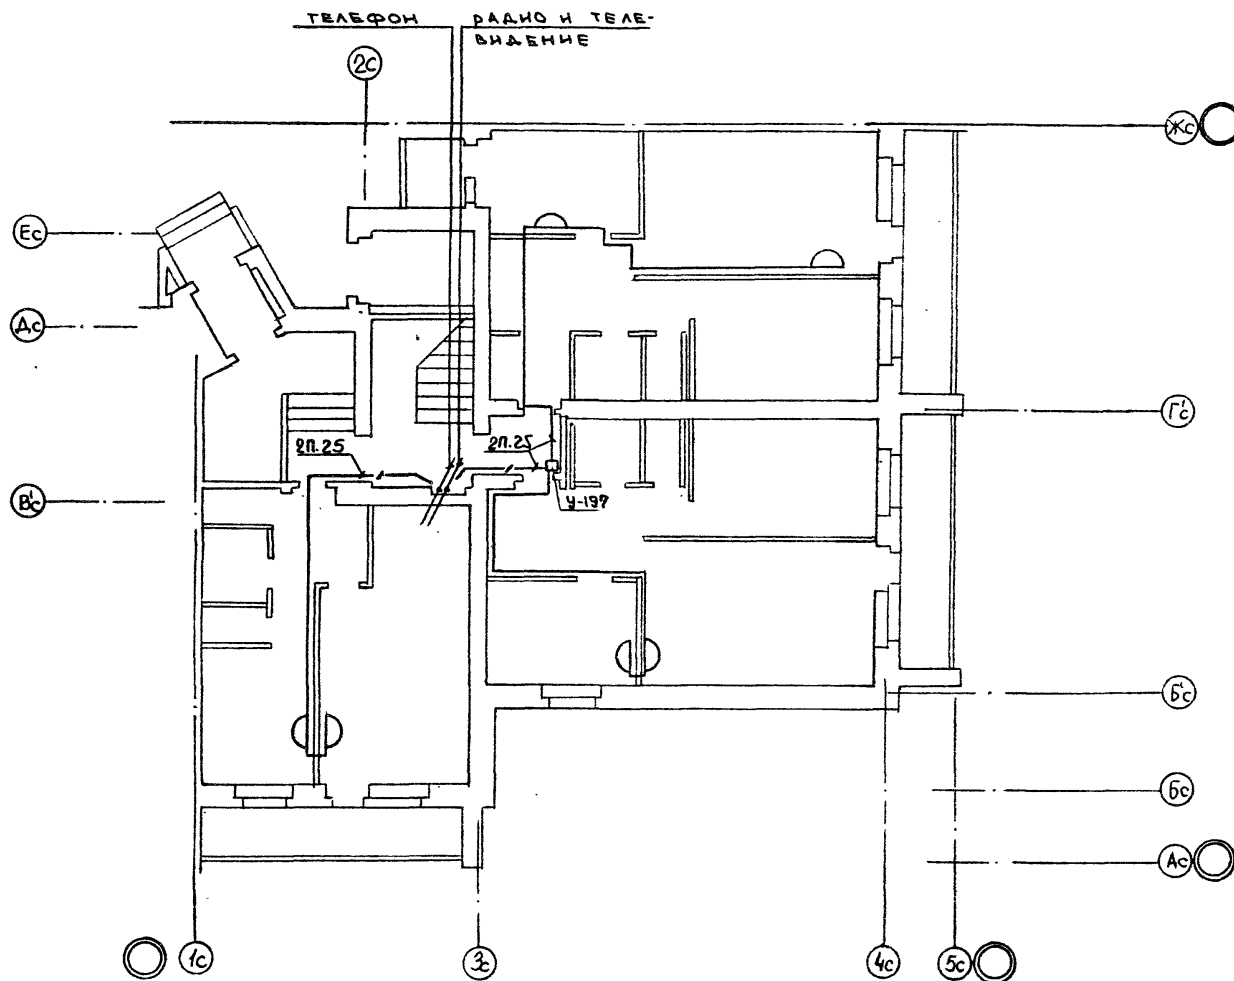 ТЕЛЕФОН
РАДИО И ТЕЛЕ-
ВИДЕНИЕ
2с
Жс
Ес
Дс
Г'с
2П.25
2П.25
У-197
В'с
Б'с
Бс
Ас
1с
3с
4с
5с